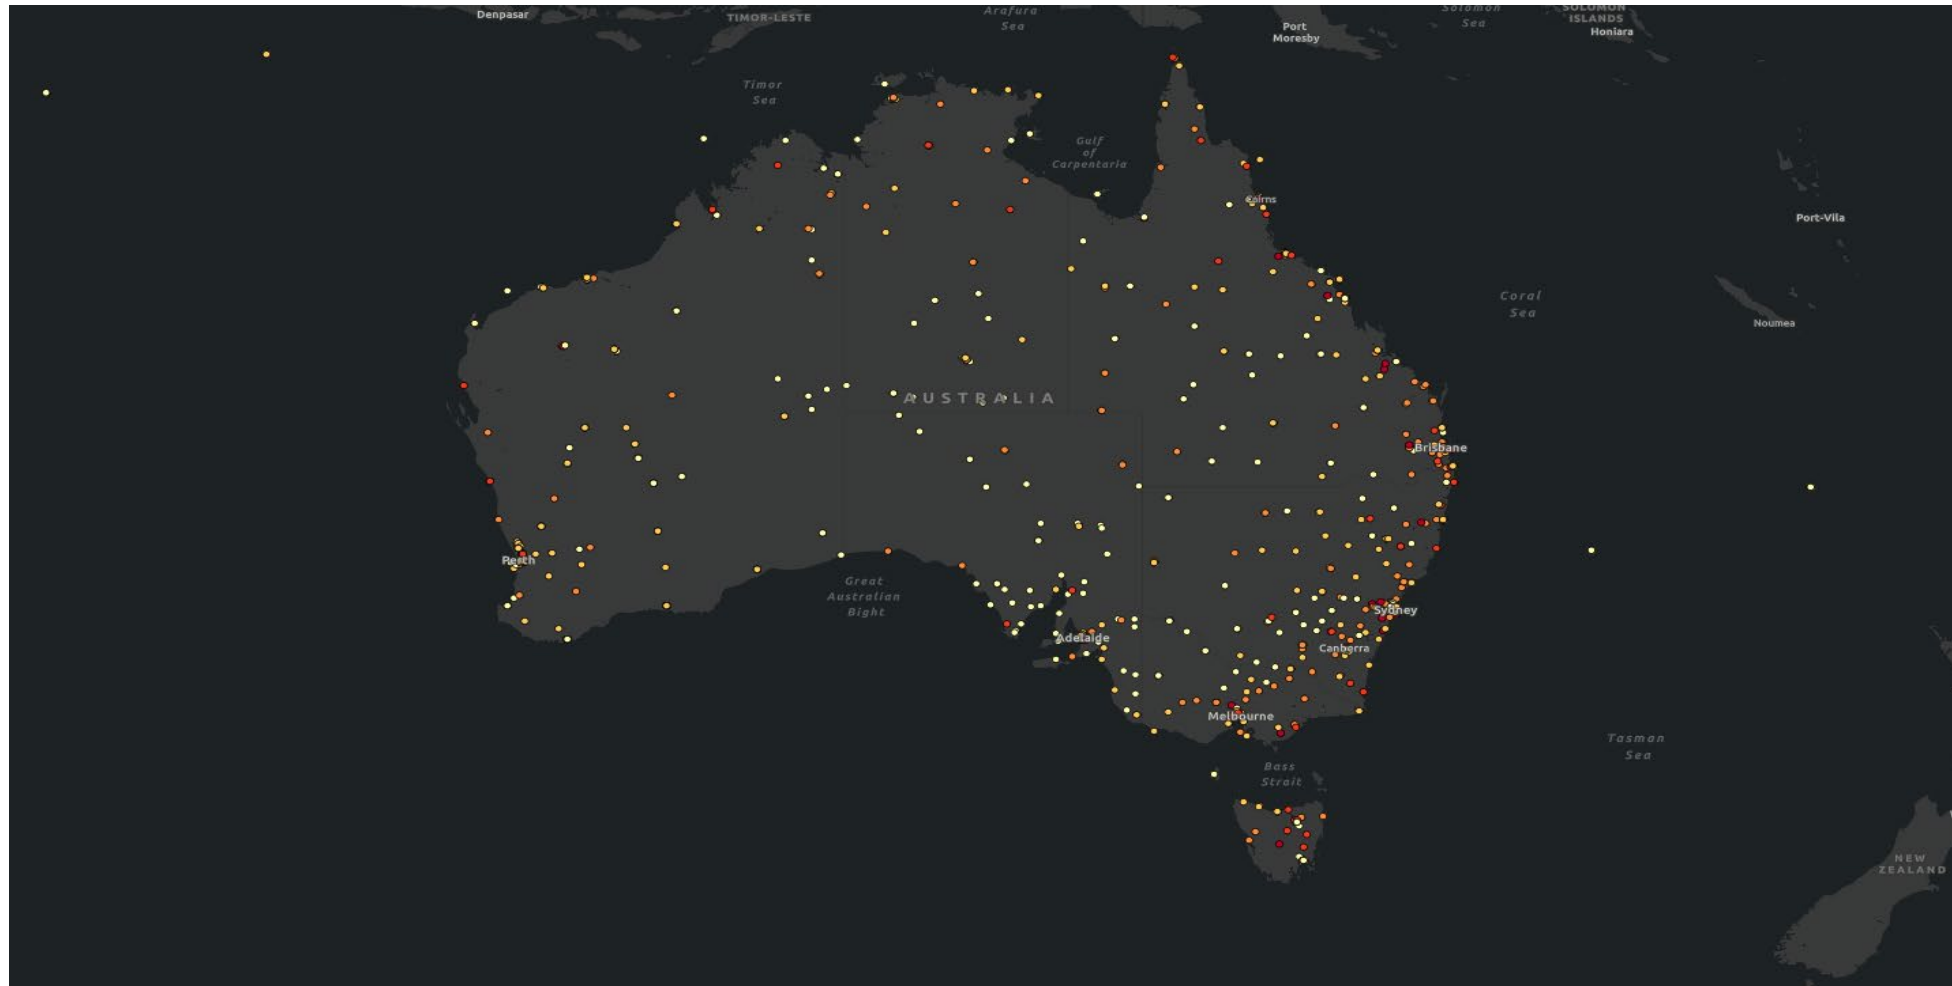 Denpasar
TIMOR-LESTE
Arafura
Sea
Port
Moresby
Solomon
Sea
SOLOMON
ISLANDS
Honiara
Timor
Sea
Gulf
of
Carpentaria
Cairns
Port-Vila
Coral
Sea
Noumea
AUSTRALIA
Brisbane
Perth
Great
Australian
Bight
Adelaide
Sydney
Canberra
Melbourne
Tasman
Sea
Bass
Strait
NEW
ZEALAND